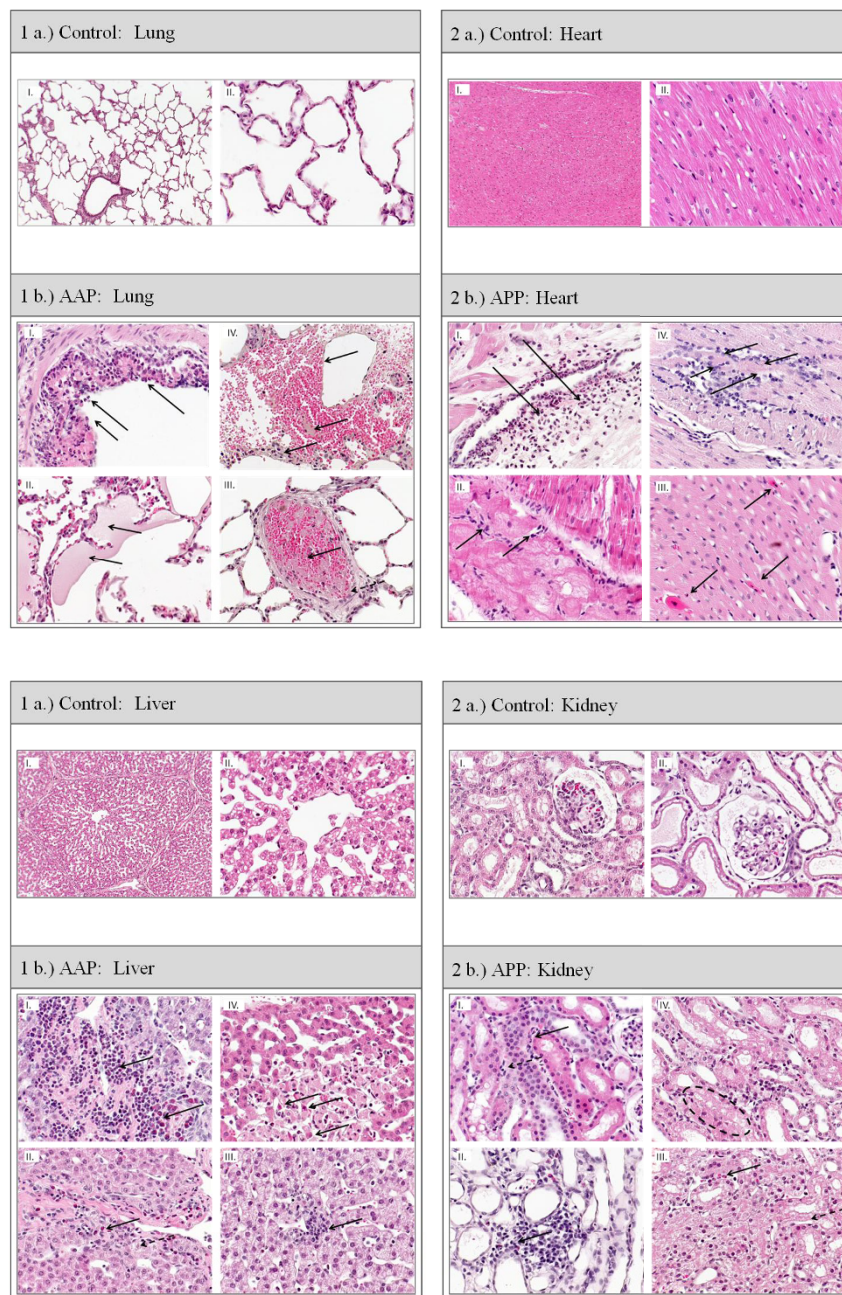 1 a.) Control: Lung
I.
II.
1 b.) AAP: Lung
I.
IV.
II.
III.
2 a.) Control: Heart
I.
II.
2 b.) APP: Heart
I.
IV.
II.
III.
1 a.) Control: Liver
I.
II.
1 b.) AAP: Liver
I.
IV.
II.
III.
2 a.) Control: Kidney
I.
II.
2 b.) APP: Kidney
I.
IV.
II.
III.